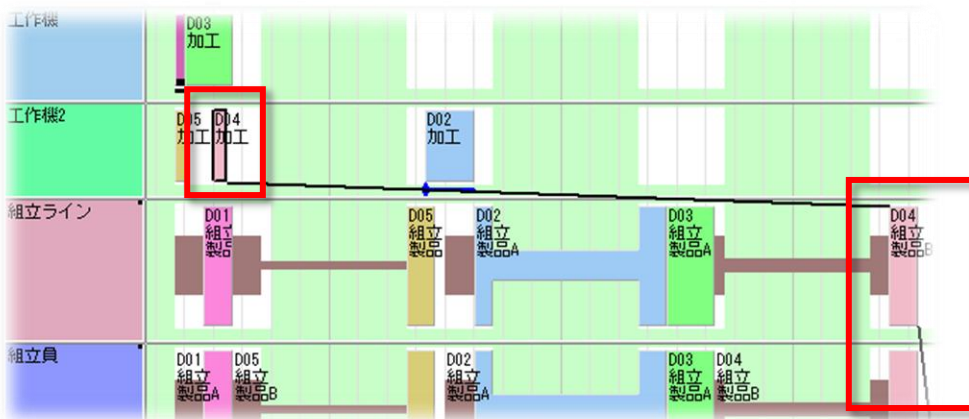 工作機
D03
加工
工作機2
D05
加工
D04
加工
D02
加工
組立ライン
D01
組立
製品
D05
組立
製品
D02
組立
製品A
D03
組立
製品A
D04
組立
製品B
組立員
D01
組立
製品A
D05
組立
製品B
D02
組立
製品A
D03
組立
製品A
D04
組立
製品B